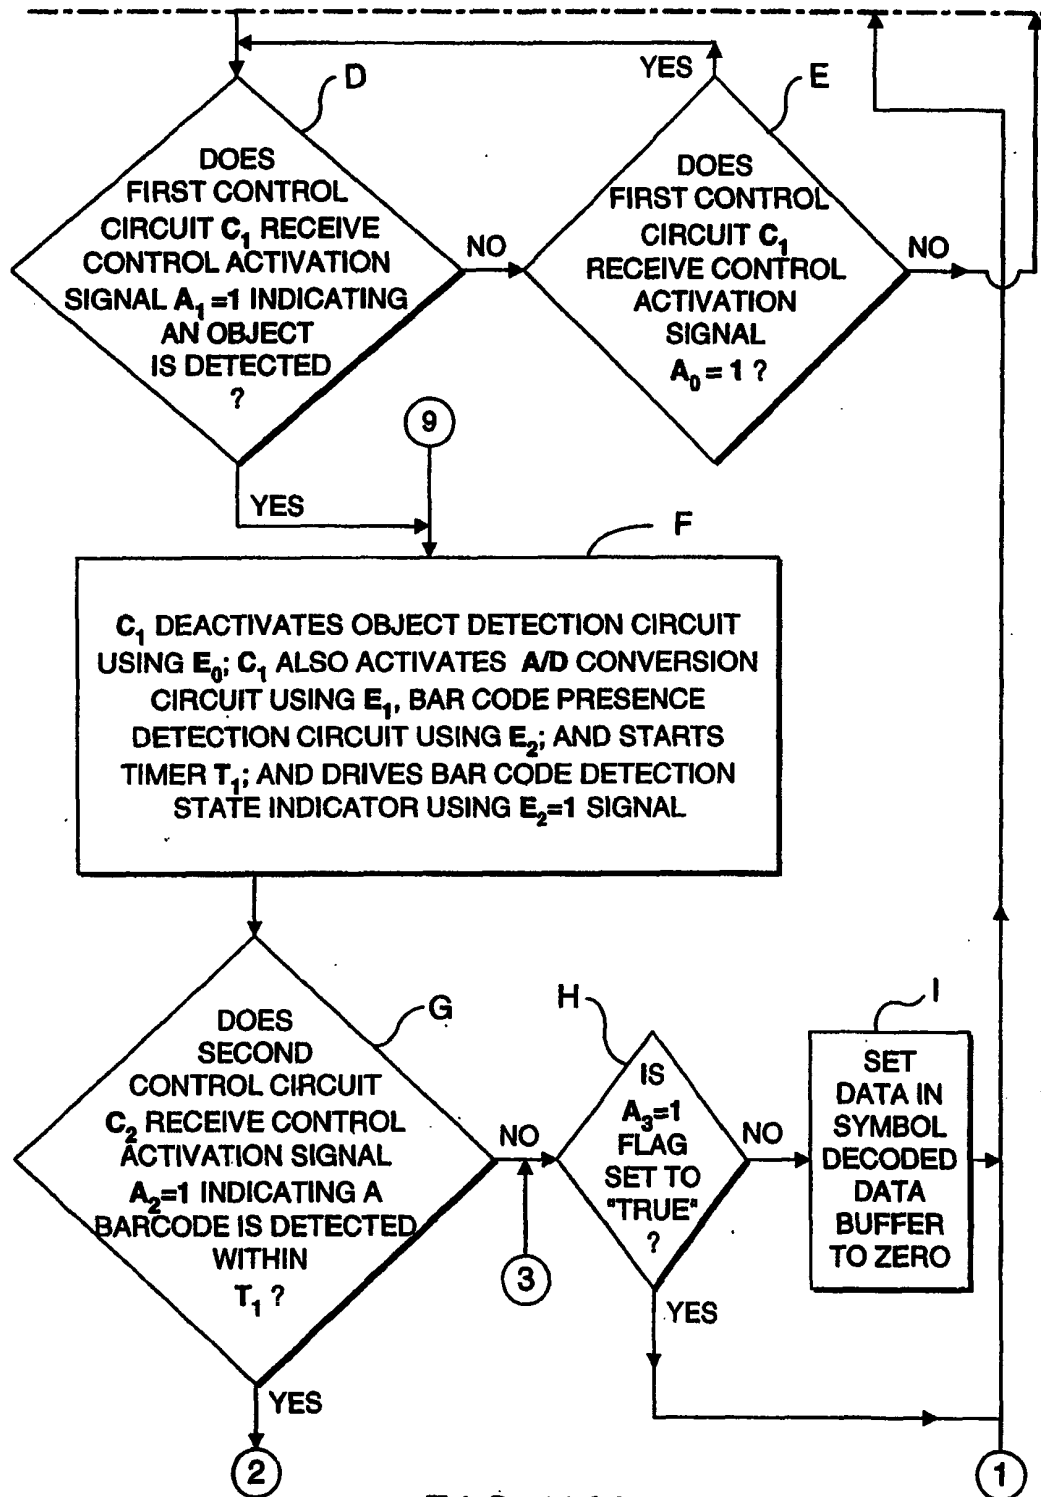 D
DOES
FIRST CONTROL
CIRCUIT C₁ RECEIVE
CONTROL ACTIVATION
SIGNAL A₁ =1 INDICATING
AN OBJECT
IS DETECTED
?
YES
NO
E
DOES
FIRST CONTROL
CIRCUIT C₁
RECEIVE CONTROL
ACTIVATION
SIGNAL
A₀ = 1 ?
YES
NO
9
F
C₁ DEACTIVATES OBJECT DETECTION CIRCUIT
USING E₀; C₁ ALSO ACTIVATES A/D CONVERSION
CIRCUIT USING E₁, BAR CODE PRESENCE
DETECTION CIRCUIT USING E₂; AND STARTS
TIMER T₁; AND DRIVES BAR CODE DETECTION
STATE INDICATOR USING E₂=1 SIGNAL
G
DOES
SECOND
CONTROL CIRCUIT
C₂ RECEIVE CONTROL
ACTIVATION SIGNAL
A₂=1 INDICATING A
BARCODE IS DETECTED
WITHIN
T₁ ?
NO
YES
3
H
IS
A₃=1
FLAG
SET TO
"TRUE"
?
NO
YES
I
SET
DATA IN
SYMBOL
DECODED
DATA
BUFFER
TO ZERO
2
1